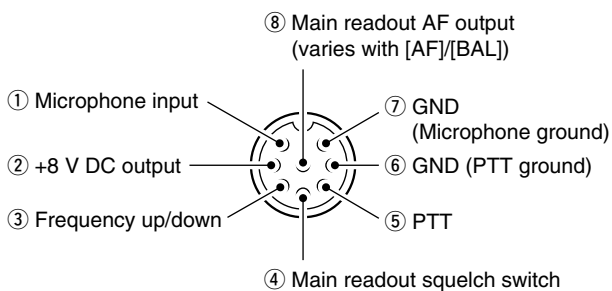 ⑧ Main readout AF output
(varies with [AF]/[BAL])
① Microphone input
⑦ GND
(Microphone ground)
② +8 V DC output
⑥ GND (PTT ground)
③ Frequency up/down
⑤ PTT
④ Main readout squelch switch